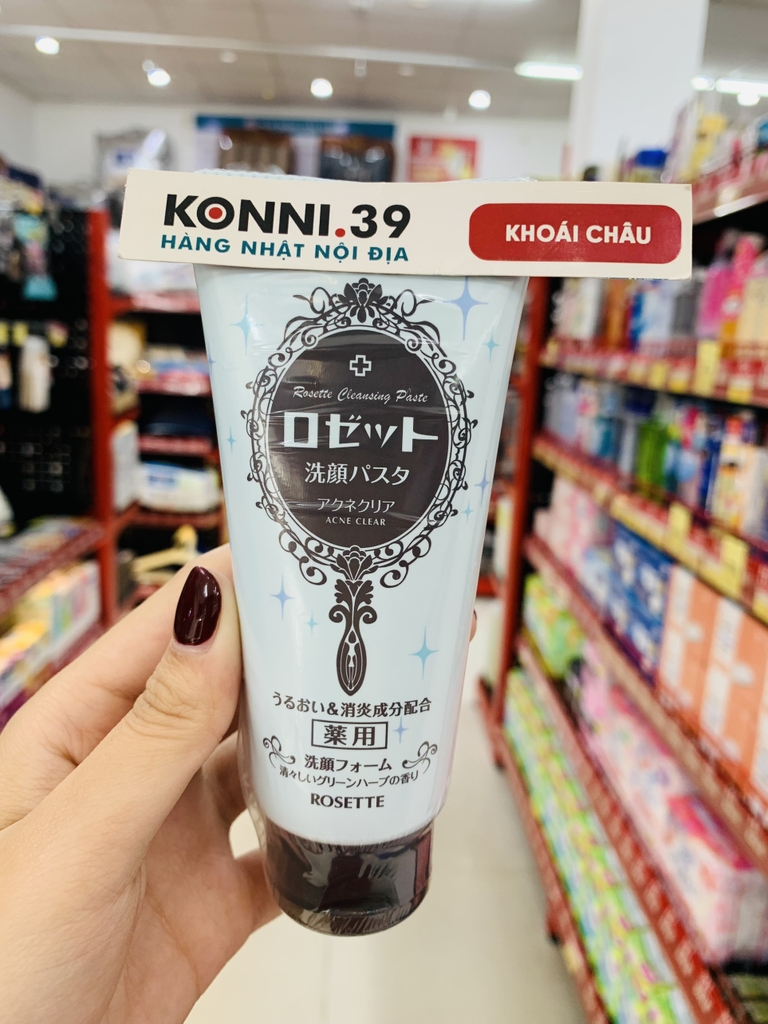 KONNI.39
HÀNG NHẬT NỘI ĐỊA
KHOÁI CHÂU
Rosette Cleansing Paste
ロゼット
洗顔パスタ
アクネクリア
ACNE CLEAR
うるおい&消炎成分配合
薬用
洗顔フォーム
清々しいグリーンハーブの香り
ROSETTE